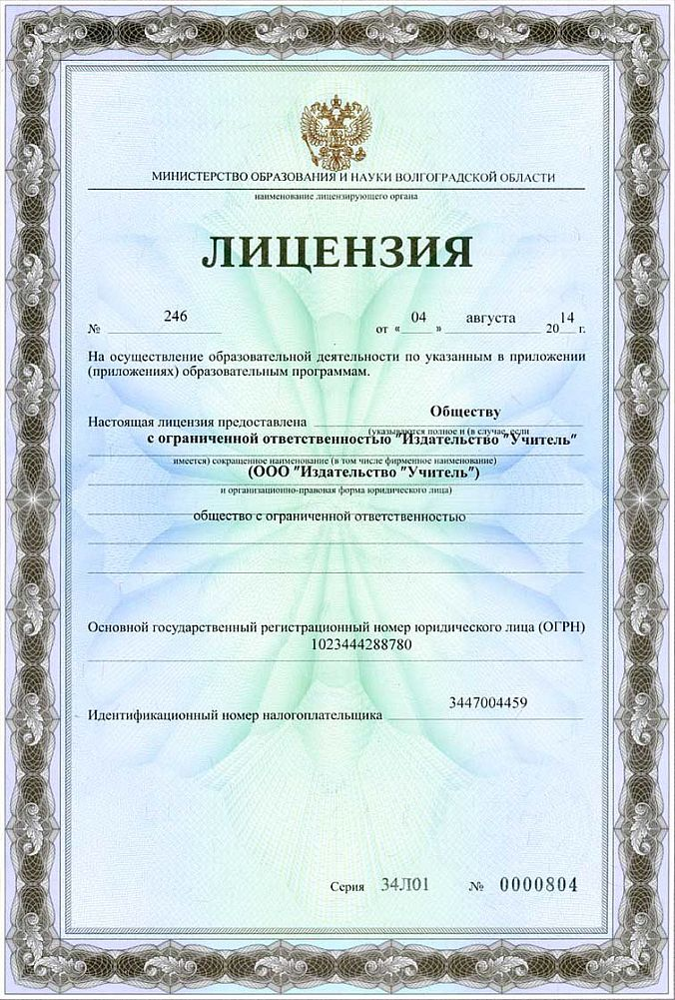 МИНИСТЕРСТВО ОБРАЗОВАНИЯ И НАУКИ ВОЛГОГРАДСКОЙ ОБЛАСТИ
наименование лицензирующего органа
ЛИЦЕНЗИЯ
№ 246 от « 04 » августа 20 14 г.
На осуществление образовательной деятельности по указанным в приложении
(приложениях) образовательным программам.
Настоящая лицензия предоставлена Обществу
(указываются полное и (в случае, если
с ограниченной ответственностью "Издательство "Учитель"
имеется) сокращенное наименование (в том числе фирменное наименование)
(ООО "Издательство "Учитель")
и организационно-правовая форма юридического лица)
общество с ограниченной ответственностью
Основной государственный регистрационный номер юридического лица (ОГРН)
1023444288780
Идентификационный номер налогоплательщика 3447004459
Серия 34Л01 № 0000804